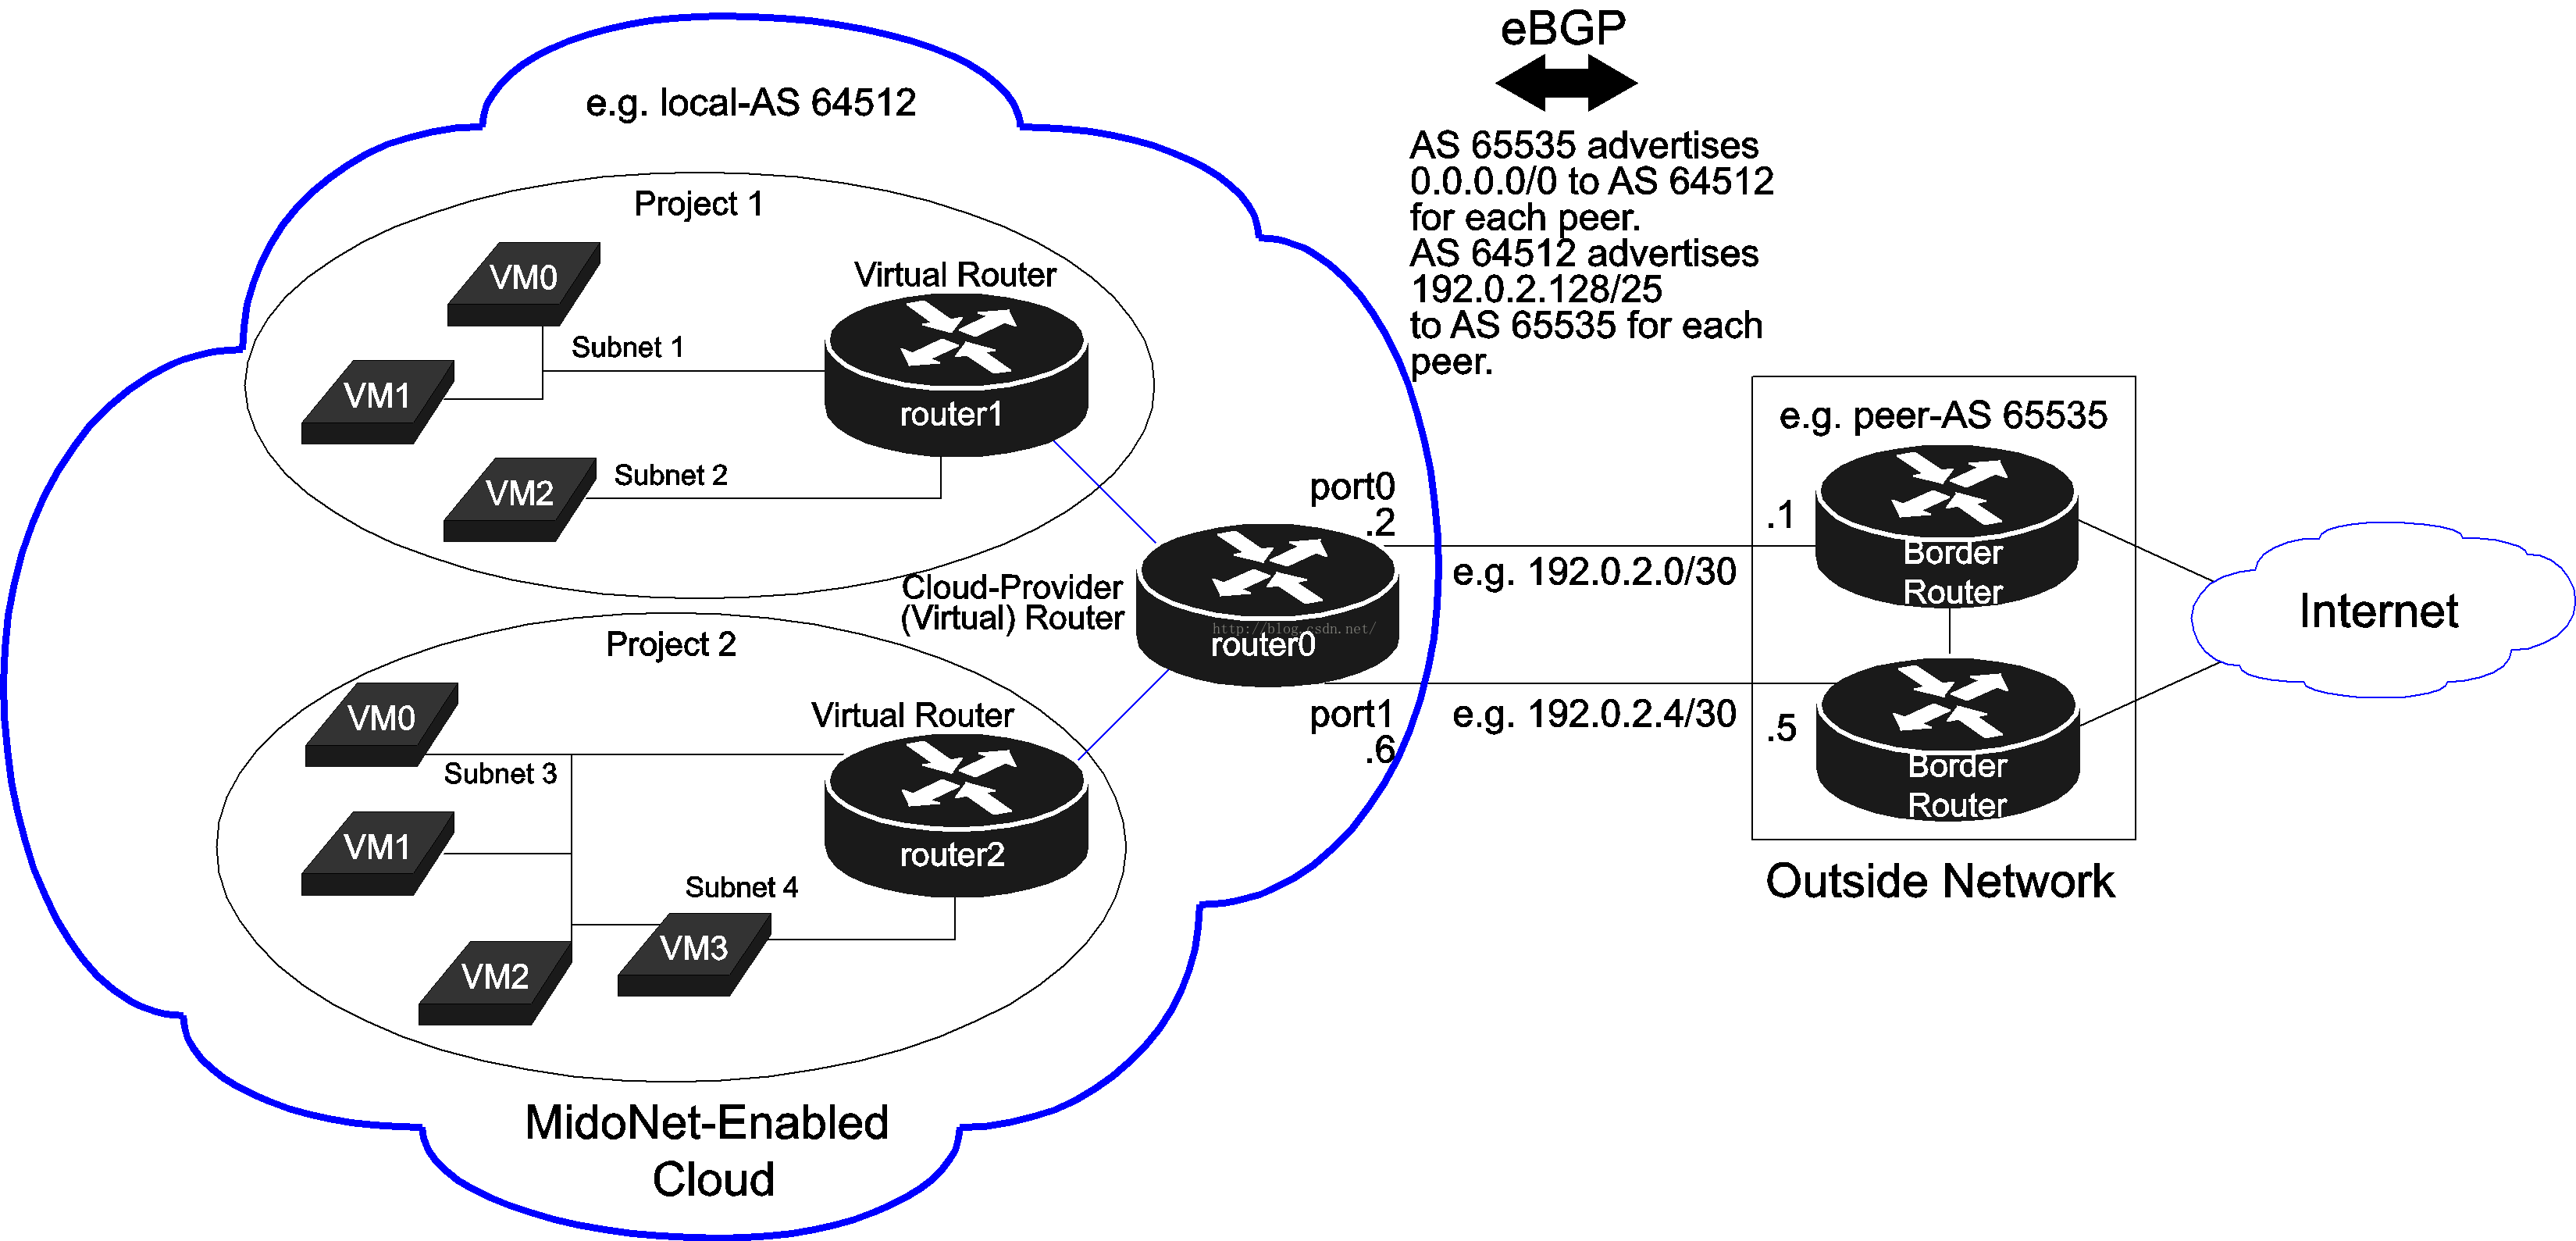 eBGP
e.g. local-AS 64512
AS 65535 advertises
0.0.0.0/0 to AS 64512
for each peer.
AS 64512 advertises
192.0.2.128/25
to AS 65535 for each
peer.
Project 1
VM0
Virtual Router
Subnet 1
VM1
router1
Subnet 2
VM2
port0
.2
Cloud-Provider
(Virtual) Router
http://blog.csdn.net/
router0
e.g. 192.0.2.0/30
e.g. peer-AS 65535
.1
Border
Router
Internet
port1
.6
e.g. 192.0.2.4/30
.5
Border
Router
Outside Network
Project 2
VM0
Virtual Router
Subnet 3
VM1
router2
Subnet 4
VM3
VM2
MidoNet-Enabled
Cloud